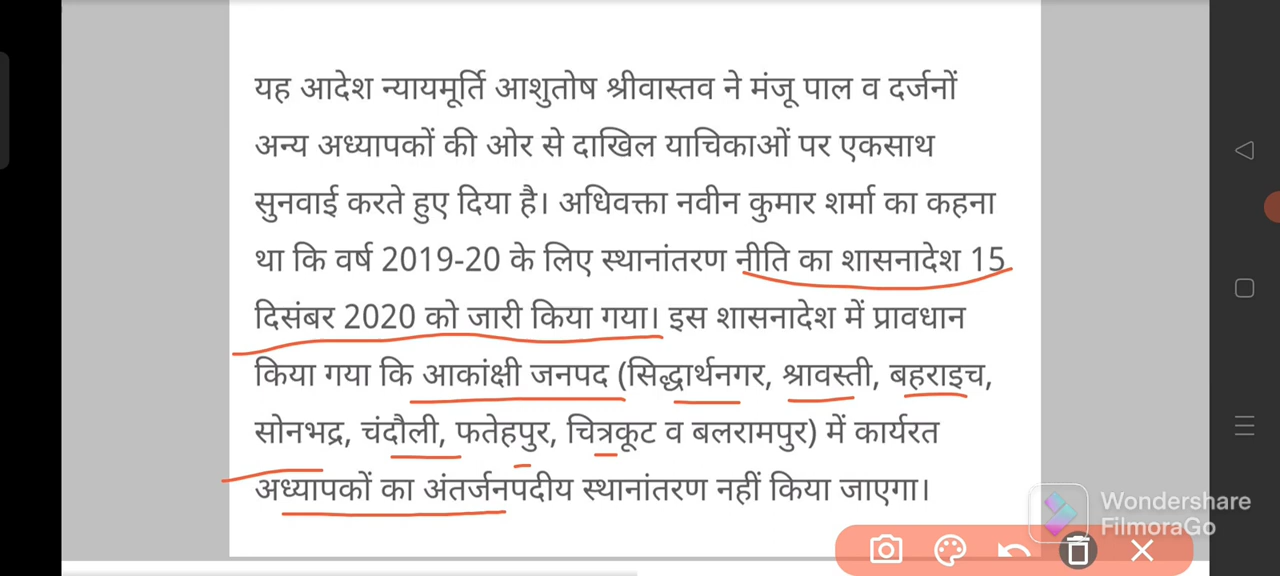 यह आदेश न्यायमूर्ति आशुतोष श्रीवास्तव ने मंजू पाल व दर्जनों
अन्य अध्यापकों की ओर से दाखिल याचिकाओं पर एकसाथ
सुनवाई करते हुए दिया है। अधिवक्ता नवीन कुमार शर्मा का कहना
था कि वर्ष 2019-20 के लिए स्थानांतरण नीति का शासनादेश 15
दिसंबर 2020 को जारी किया गया। इस शासनादेश में प्रावधान
किया गया कि आकांक्षी जनपद (सिद्धार्थनगर, श्रावस्ती, बहराइच,
सोनभद्र, चंदौली, फतेहपुर, चित्रकूट व बलरामपुर) में कार्यरत
अध्यापकों का अंतर्जनपदीय स्थानांतरण नहीं किया जाएगा।
Wondershare
FilmoraGo